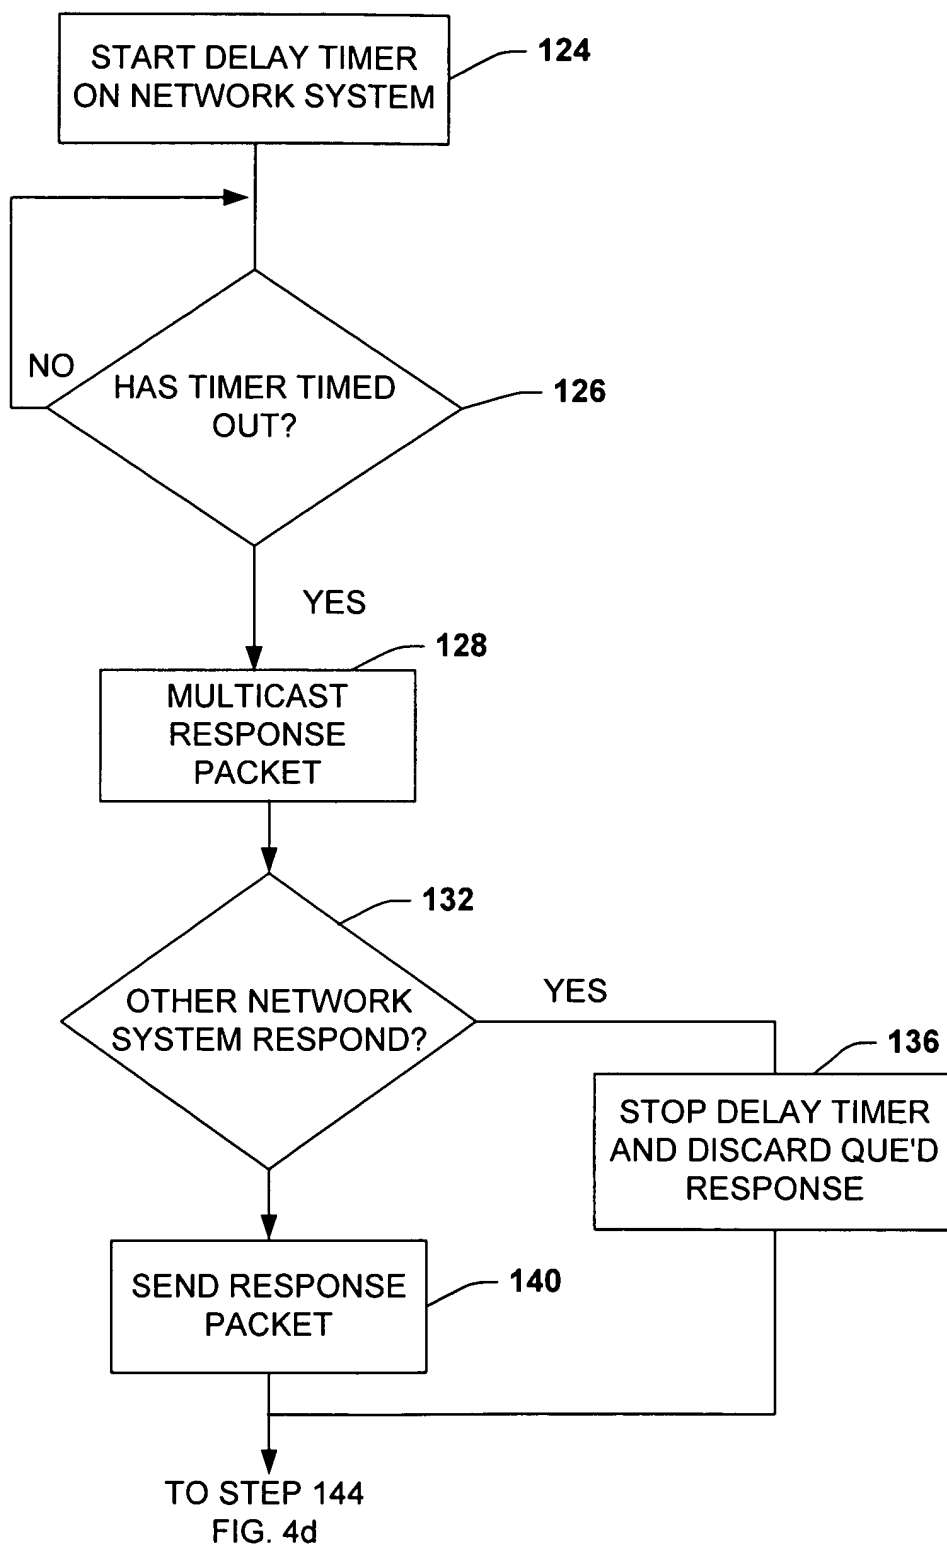 START DELAY TIMER
ON NETWORK SYSTEM
124
NO
HAS TIMER TIMED
OUT?
126
YES
128
MULTICAST
RESPONSE
PACKET
132
OTHER NETWORK
SYSTEM RESPOND?
YES
136
STOP DELAY TIMER
AND DISCARD QUE'D
RESPONSE
SEND RESPONSE
PACKET
140
TO STEP 144
FIG. 4d